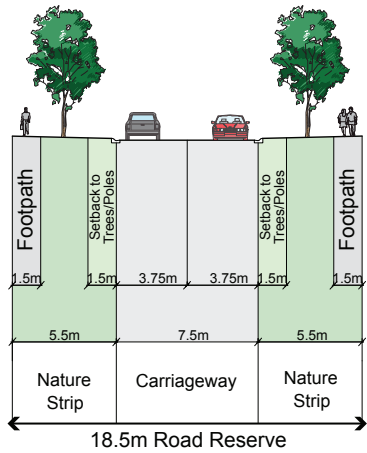 Footpath
Setback to
Trees/Poles
Setback to
Trees/Poles
Footpath
1.5m
1.5m
3.75m
3.75m
1.5m
1.5m
5.5m
7.5m
5.5m
Nature
Strip
Carriageway
Nature
Strip
18.5m Road Reserve